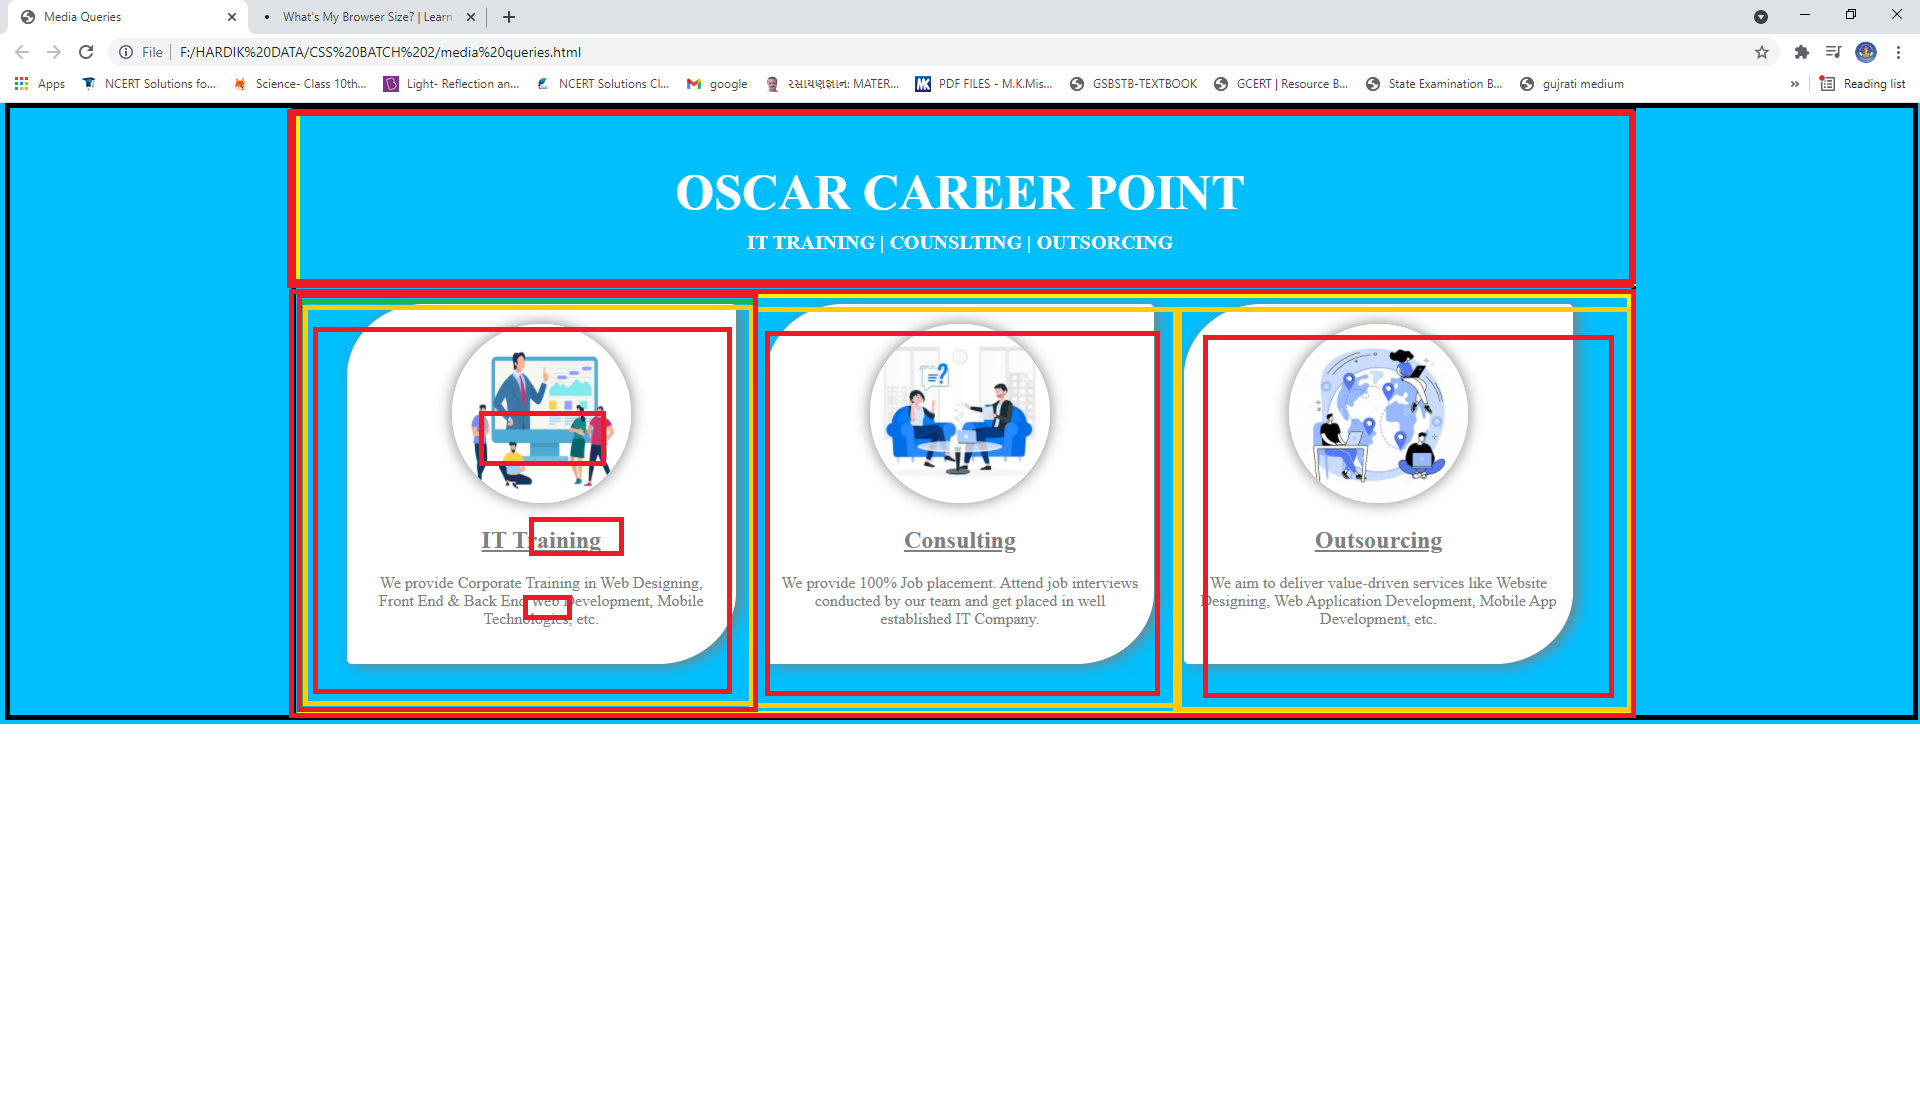 Media Queries
What's My Browser Size? | Learn
File
F:/HARDIK%20DATA/CSS%20BATCH%202/media%20queries.html
Apps
NCERT Solutions fo...
Science- Class 10th...
Light- Reflection an...
NCERT Solutions Cl...
google
રસાયણજ્ઞાન: MATER...
PDF FILES - M.K.Mis...
GSBSTB-TEXTBOOK
GCERT | Resource B...
State Examination B...
gujrati medium
»
Reading list
OSCAR CAREER POINT
IT TRAINING | COUNSLTING | OUTSORCING
IT Training
We provide Corporate Training in Web Designing,
Front End & Back End Web Development, Mobile
Technologies, etc.
Consulting
We provide 100% Job placement. Attend job interviews
conducted by our team and get placed in well
established IT Company.
Outsourcing
We aim to deliver value-driven services like Website
Designing, Web Application Development, Mobile App
Development, etc.